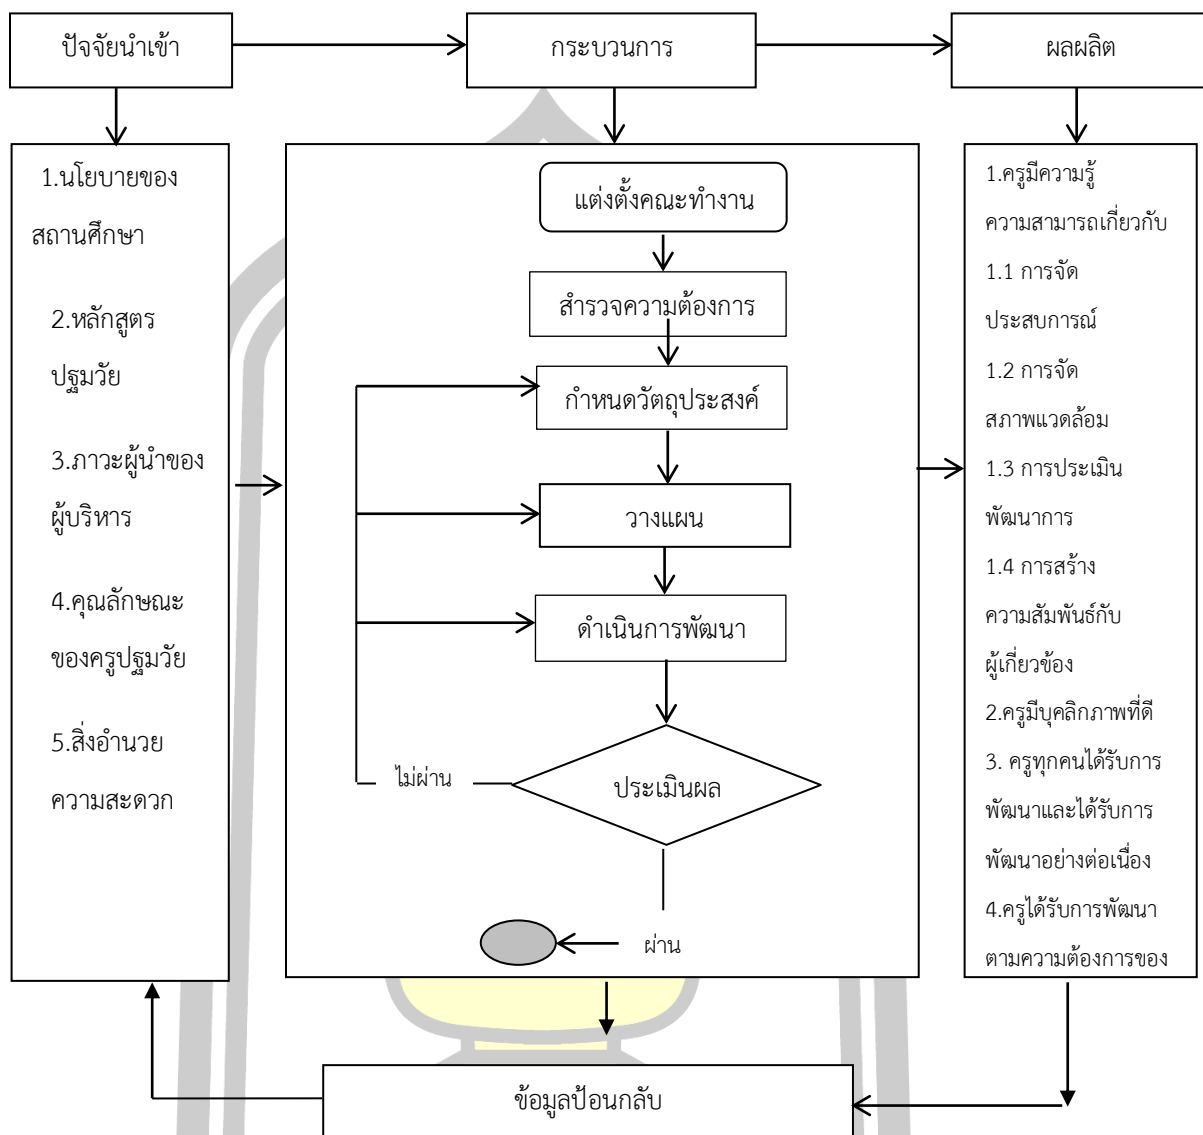 ปัจจัยนำเข้า
กระบวนการ
ผลผลิต
1.นโยบายของ
สถานศึกษา
2.หลักสูตร
ปฐมวัย
3.ภาวะผู้นำของ
ผู้บริหาร
4.คุณลักษณะ
ของครูปฐมวัย
5.สิ่งอำนวย
ความสะดวก
แต่งตั้งคณะทำงาน
สำรวจความต้องการ
กำหนดวัตถุประสงค์
วางแผน
ดำเนินการพัฒนา
ประเมินผล
ไม่ผ่าน
ผ่าน
1.ครูมีความรู้
ความสามารถเกี่ยวกับ
1.1 การจัด
ประสบการณ์
1.2 การจัด
สภาพแวดล้อม
1.3 การประเมิน
พัฒนาการ
1.4 การสร้าง
ความสัมพันธ์กับ
ผู้เกี่ยวข้อง
2.ครูมีบุคลิกภาพที่ดี
3. ครูทุกคนได้รับการ
พัฒนาและได้รับการ
พัฒนาอย่างต่อเนื่อง
4.ครูได้รับการพัฒนา
ตามความต้องการของ
ข้อมูลป้อนกลับ